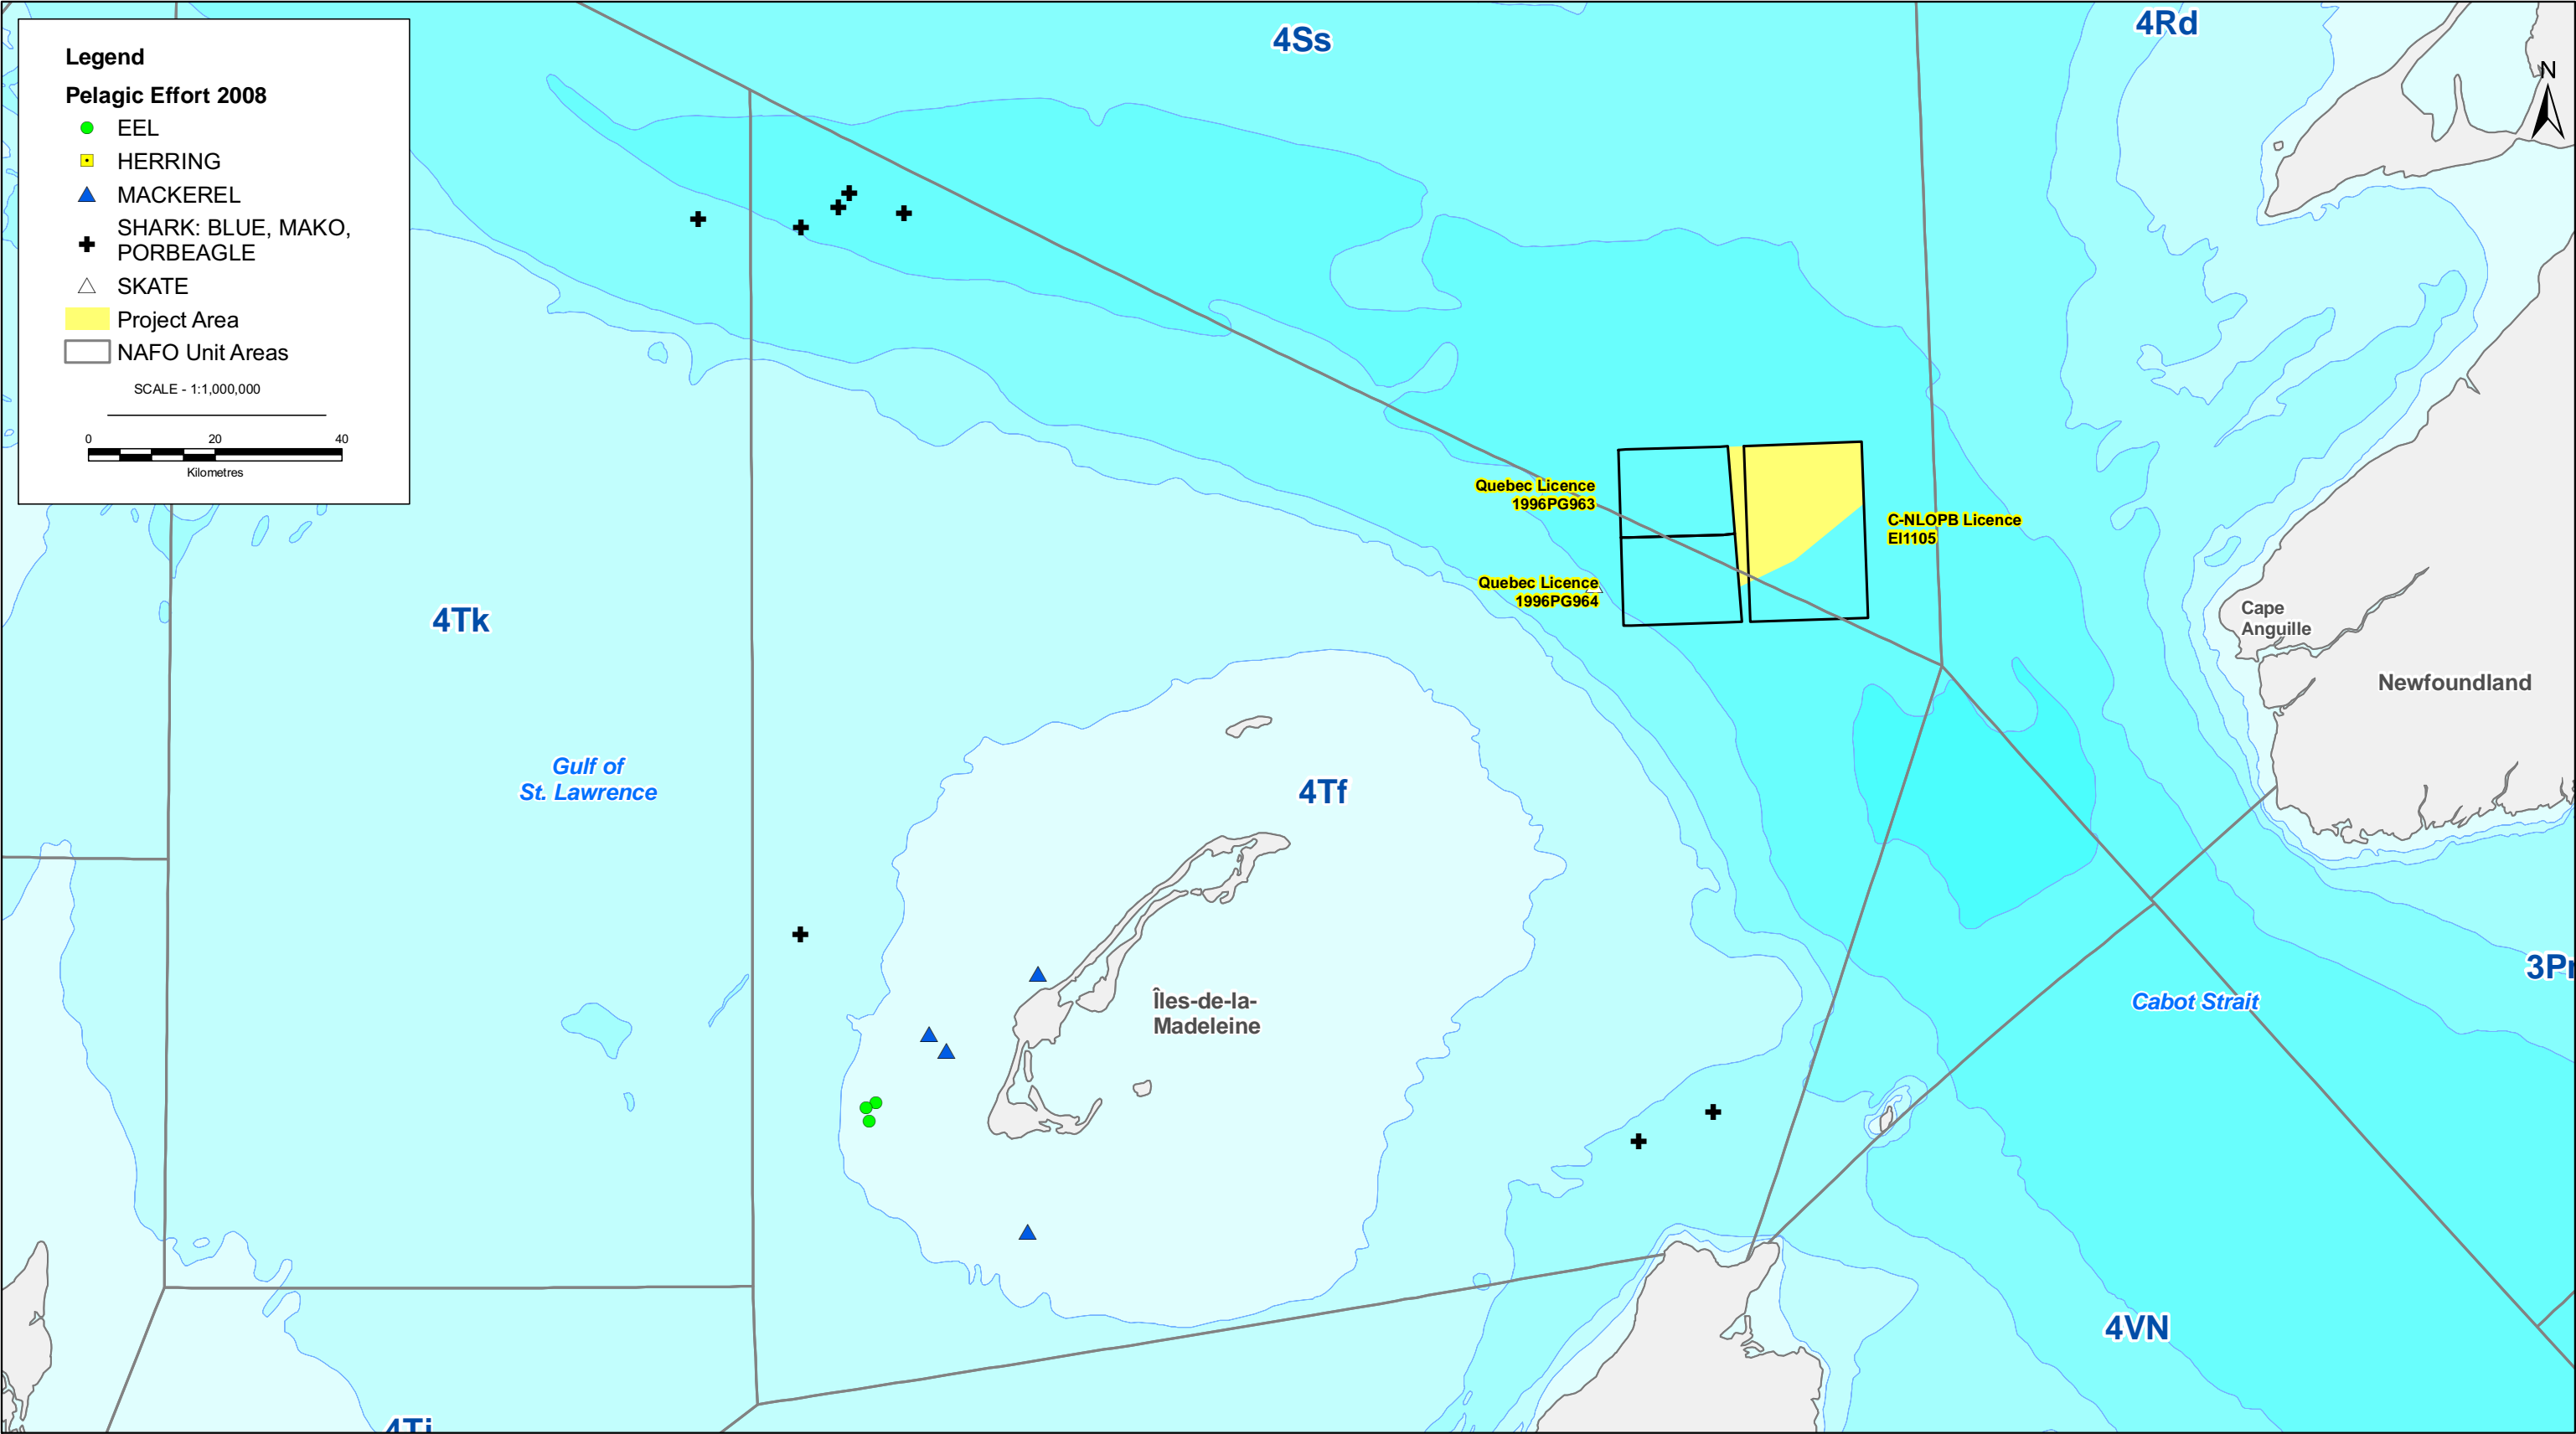 Legend
Pelagic Effort 2008
EEL
HERRING
MACKEREL
SHARK: BLUE, MAKO,
PORBEAGLE
SKATE
Project Area
NAFO Unit Areas
SCALE - 1:1,000,000
0 20 40
Kilometres
4Ss
4Rd
N
Quebec Licence
1996PG963
C-NLOPB Licence
EI1105
Quebec Licence
1996PG964
4Tk
Cape
Anguille
Newfoundland
Gulf of
St. Lawrence
4Tf
Îles-de-la-
Madeleine
3Pn
Cabot Strait
4VN